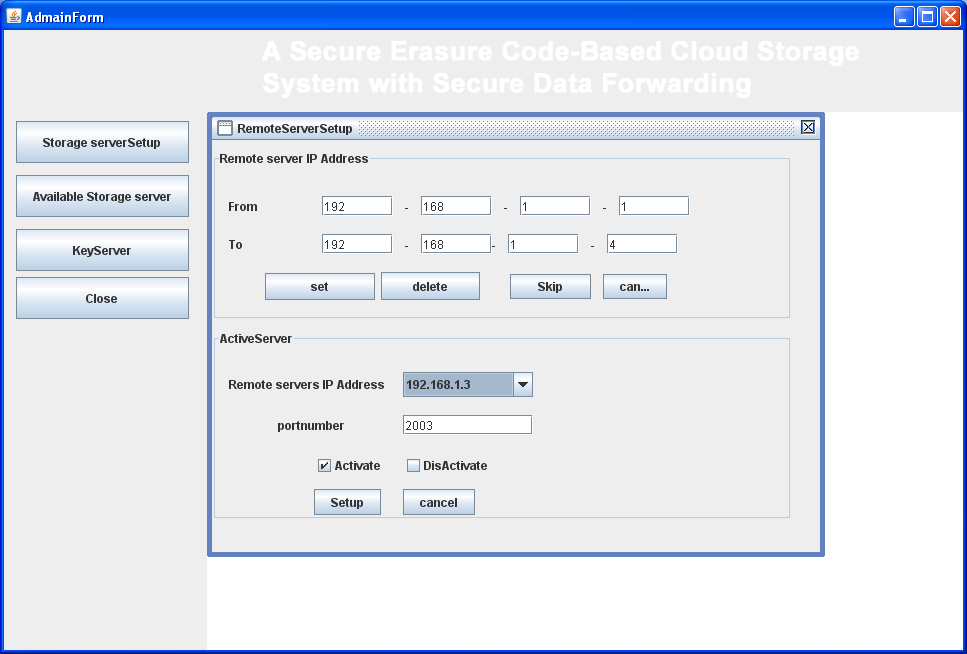 AdmainForm
A Secure Erasure Code-Based Cloud Storage
System with Secure Data Forwarding
Storage serverSetup
Available Storage server
KeyServer
Close
RemoteServerSetup
Remote server IP Address
From 192 - 168 - 1 - 1
To 192 - 168 - 1 - 4
set delete Skip can...
ActiveServer
Remote servers IP Address 192.168.1.3
portnumber 2003
Activate DisActivate
Setup cancel